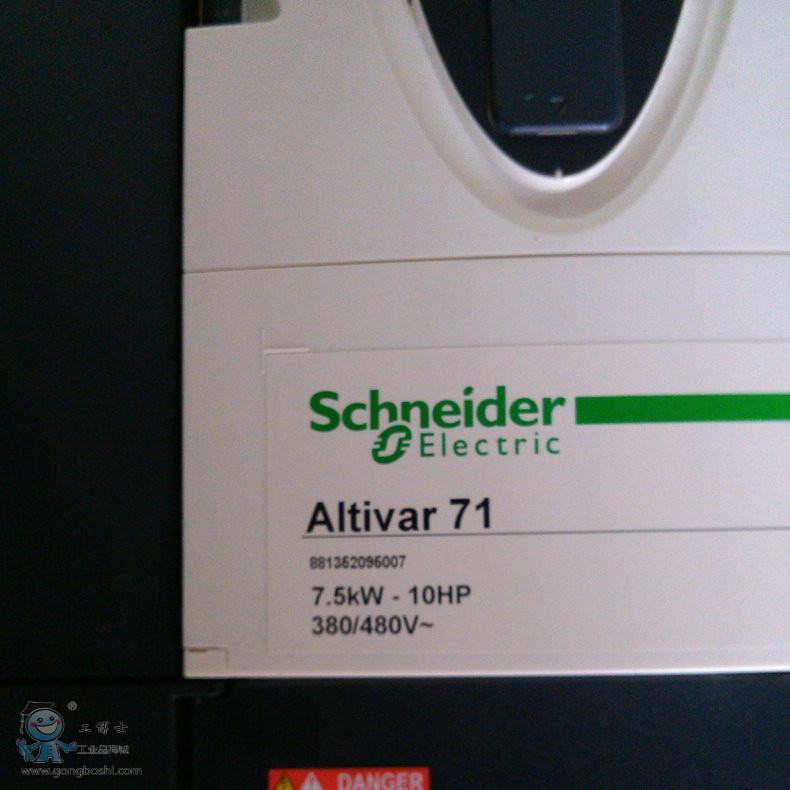 Schneider
Electric
Altivar 71
881352095007
7.5kW - 10HP
380/480V~
DANGER
工博士
®
工业品商城
www.gongboshi.com